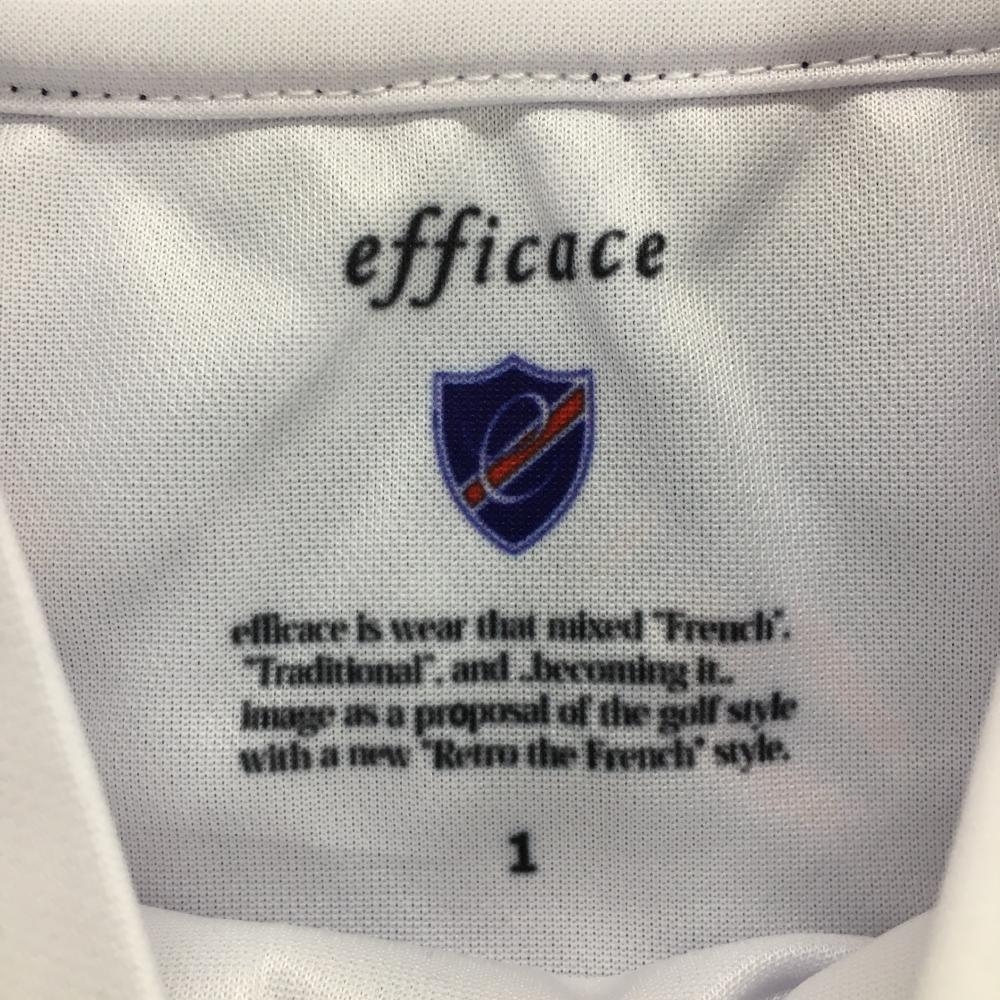 efficace
e
efficace is wear that mixed "French".
"Traditional". and ..becoming it..
Image as a proposal of the golf style
with a new "Retro the French" style.
1